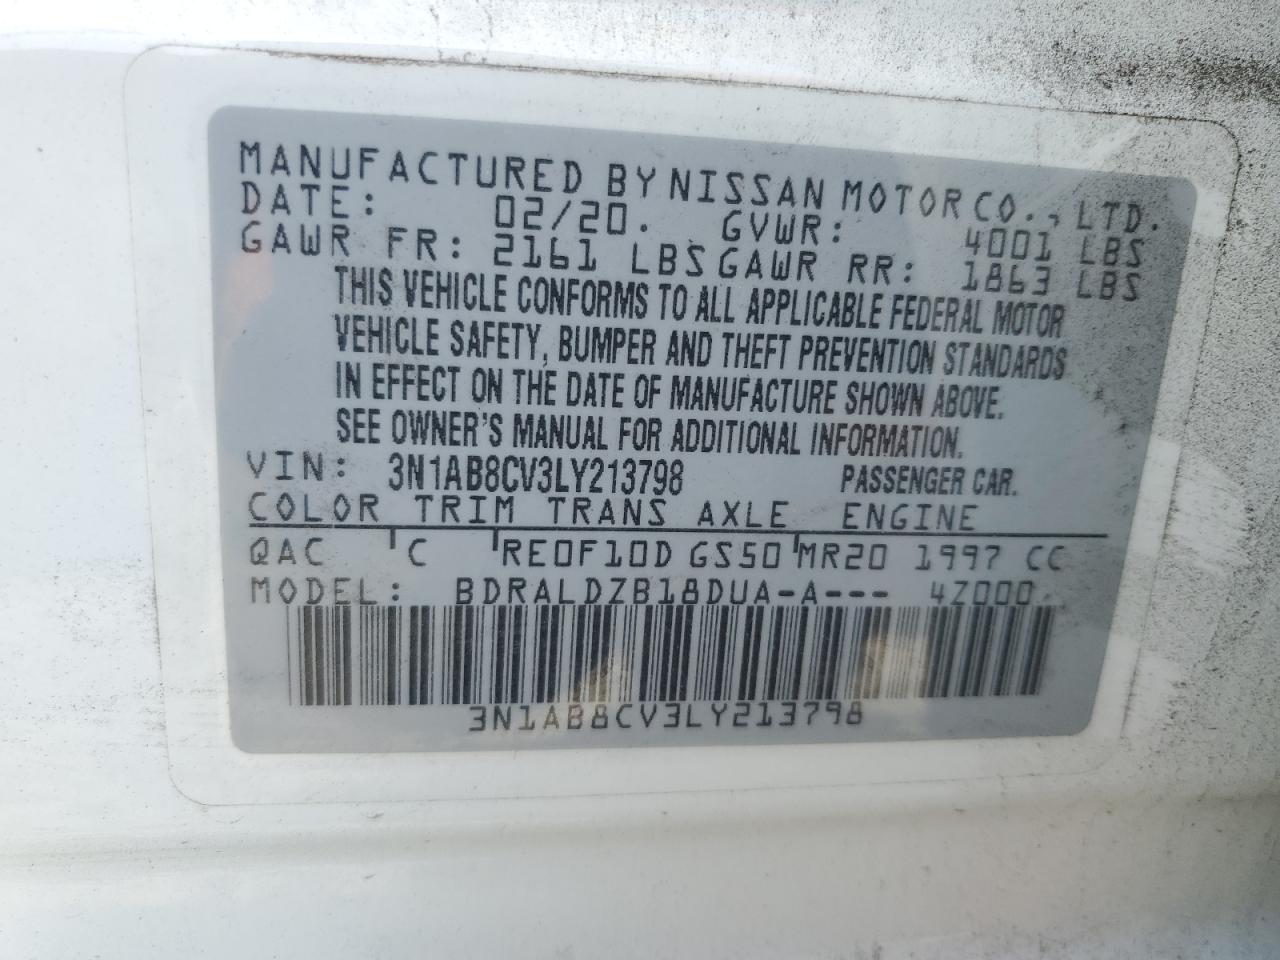 MANUFACTURED BY NISSAN MOTOR CO., LTD.
DATE: 02/20. GVWR: 4001 LBS
GAWR FR: 2161 LBS GAWR RR: 1863 LBS
THIS VEHICLE CONFORMS TO ALL APPLICABLE FEDERAL MOTOR
VEHICLE SAFETY, BUMPER AND THEFT PREVENTION STANDARDS
IN EFFECT ON THE DATE OF MANUFACTURE SHOWN ABOVE.
SEE OWNER'S MANUAL FOR ADDITIONAL INFORMATION.
VIN: 3N1AB8CV3LY213798 PASSENGER CAR.
COLOR TRIM TRANS AXLE ENGINE
QAC C RE0F10D GS50 MR20 1997 CC
MODEL: BDRALDZB18DUA-A--- 4Z000.
3N1AB8CV3LY213798